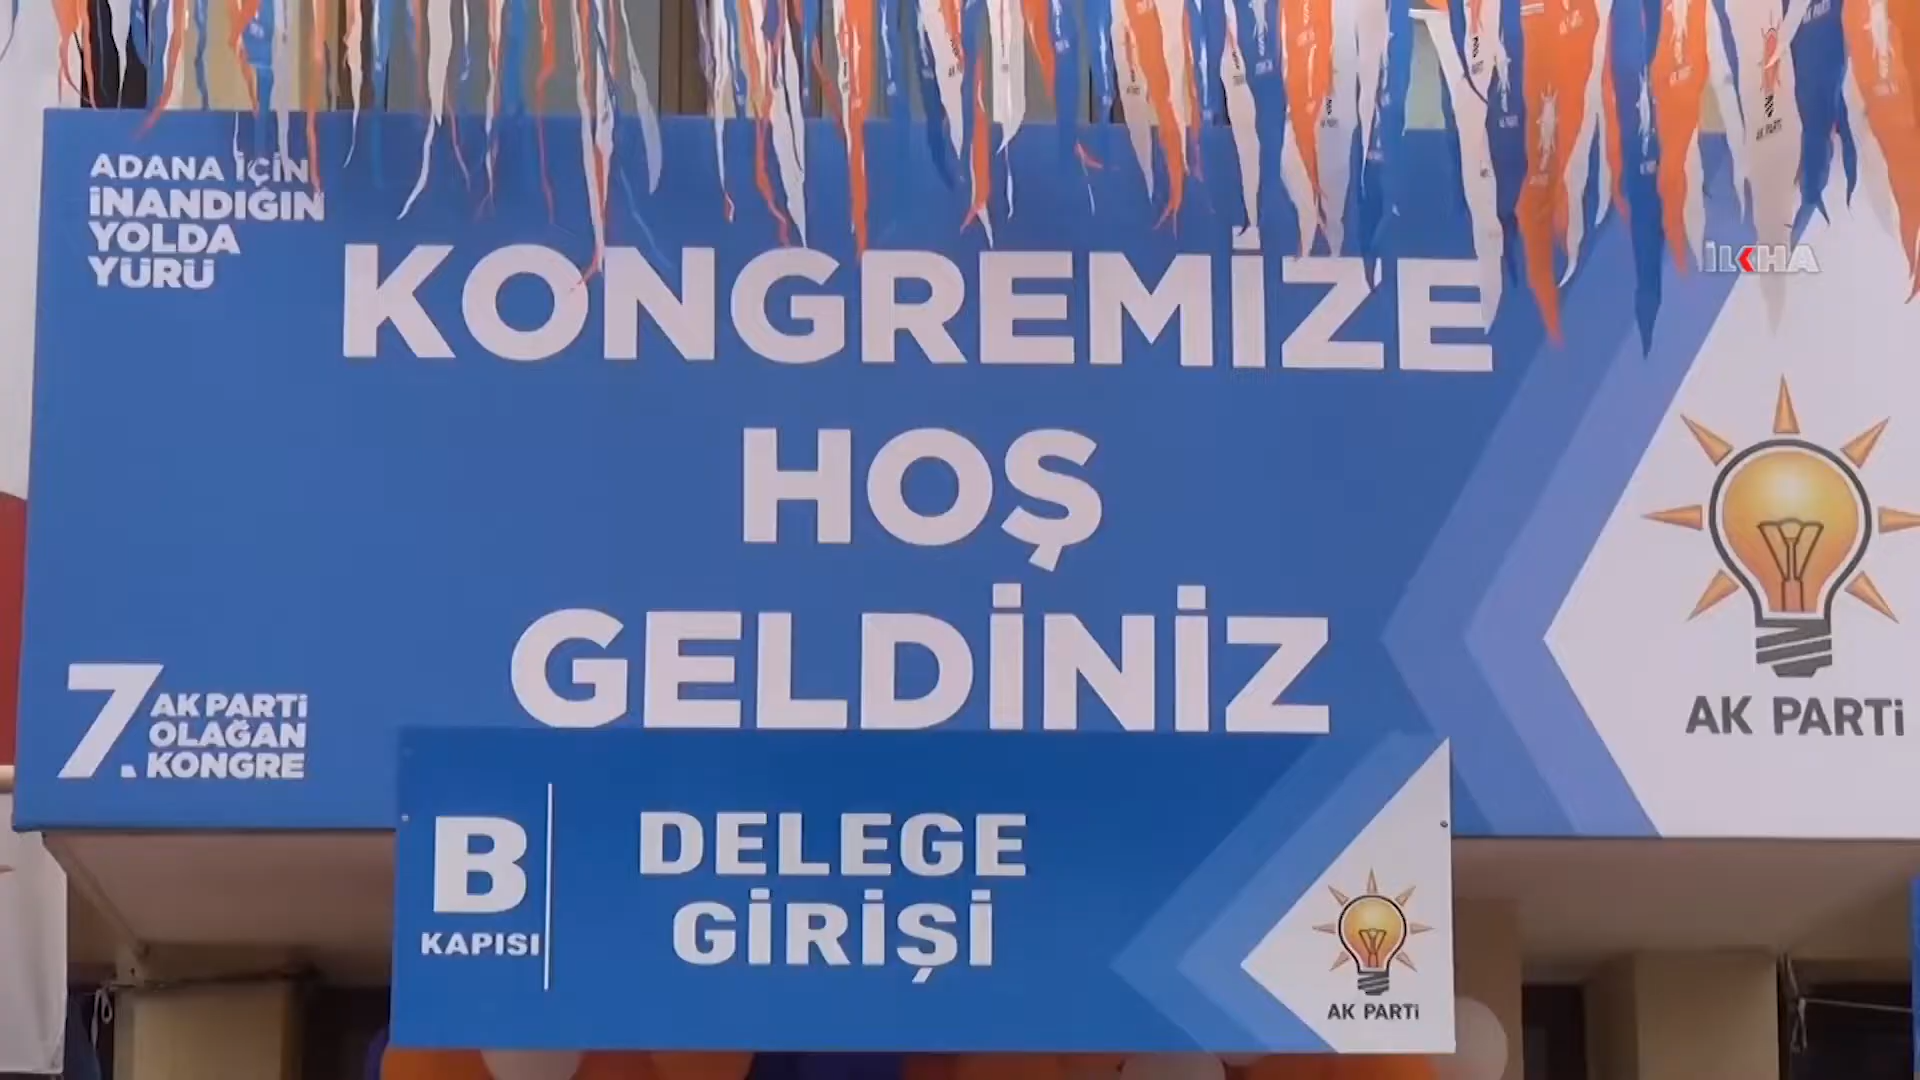 ADANA İÇİN
İNANDIĞIN
YOLDA
YÜRÜ
KONGREMİZE
HOŞ
GELDİNİZ
İLKHA
AK PARTİ
7. AK PARTİ
OLAĞAN
KONGRE
B
KAPISI
DELEGE
GİRİŞİ
AK PARTİ